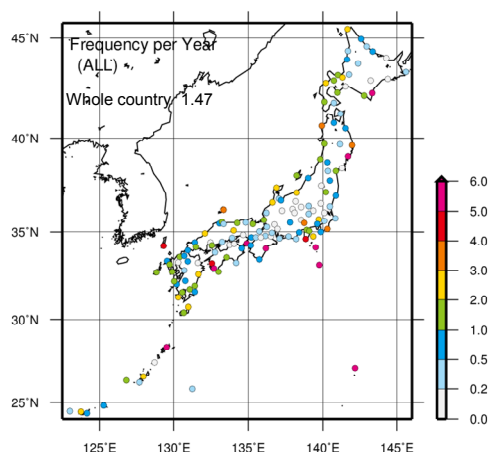 Frequency per Year
(ALL)
Whole country 1.47
45˚N
40˚N
35˚N
30˚N
25˚N
125˚E 130˚E 135˚E 140˚E 145˚E
6.0
5.0
4.0
3.0
2.0
1.0
0.5
0.2
0.0